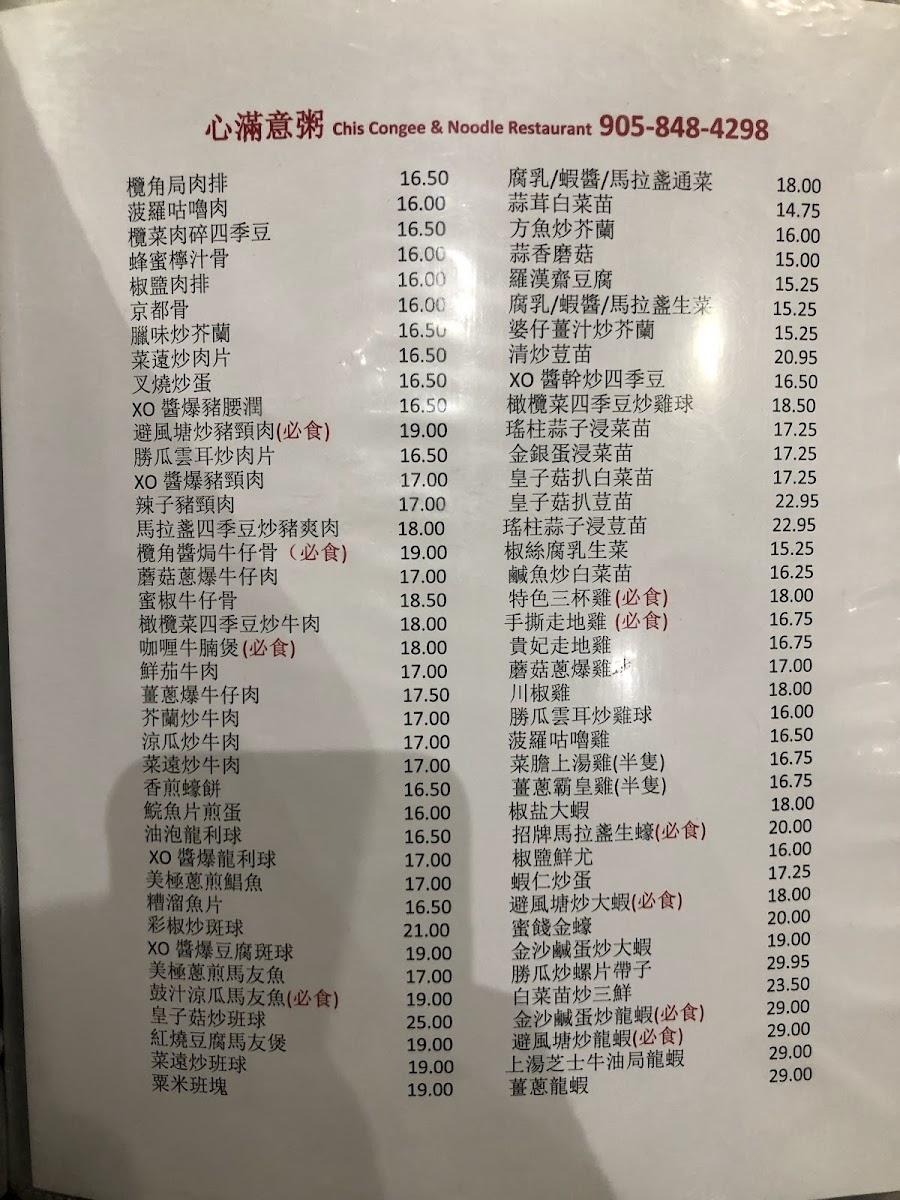 心滿意粥 Chis Congee & Noodle Restaurant 905-848-4298
欖角局肉排 16.50
菠羅咕嚕肉 16.00
欖菜肉碎四季豆 16.50
蜂蜜檸汁骨 16.00
椒鹽肉排 16.00
京都骨 16.00
臘味炒芥蘭 16.50
菜薳炒肉片 16.50
叉燒炒蛋 16.50
XO 醬爆豬腰潤 16.50
避風塘炒豬頸肉(必食) 19.00
勝瓜雲耳炒肉片 16.50
XO 醬爆豬頸肉 17.00
辣子豬頸肉 17.00
馬拉盞四季豆炒豬爽肉 18.00
欖角醬焗牛仔骨（必食) 19.00
蘑菇蔥爆牛仔肉 17.00
蜜椒牛仔骨 18.50
橄欖菜四季豆炒牛肉 18.00
咖喱牛腩煲(必食) 18.00
鮮茄牛肉 17.00
薑蔥爆牛仔肉 17.50
芥蘭炒牛肉 17.00
涼瓜炒牛肉 17.00
菜遠炒牛肉 17.00
香煎蠔餅 16.50
鯇魚片煎蛋 16.00
油泡龍利球 16.50
XO 醬爆龍利球 17.00
美極蔥煎鯧魚 17.00
糟溜魚片 16.50
彩椒炒斑球 21.00
XO 醬爆豆腐斑球 19.00
美極蔥煎馬友魚 17.00
鼓汁涼瓜馬友魚(必食) 19.00
皇子菇炒班球 25.00
紅燒豆腐馬友煲 19.00
菜遠炒班球 19.00
粟米班塊 19.00
腐乳/蝦醬/馬拉盞通菜 18.00
蒜茸白菜苗 14.75
方魚炒芥蘭 16.00
蒜香磨菇 15.00
羅漢齋豆腐 15.25
腐乳/蝦醬/馬拉盞生菜 15.25
婆仔薑汁炒芥蘭 15.25
清炒荳苗 20.95
XO 醬幹炒四季豆 16.50
橄欖菜四季豆炒雞球 18.50
瑤柱蒜子浸菜苗 17.25
金銀蛋浸菜苗 17.25
皇子菇扒白菜苗 17.25
皇子菇扒荳苗 22.95
瑤柱蒜子浸荳苗 22.95
椒絲腐乳生菜 15.25
鹹魚炒白菜苗 16.25
特色三杯雞(必食) 18.00
手撕走地雞 (必食) 16.75
貴妃走地雞 16.75
蘑菇蔥爆雞球 17.00
川椒雞 18.00
勝瓜雲耳炒雞球 16.00
菠羅咕嚕雞 16.50
菜膽上湯雞(半隻) 16.75
薑蔥霸皇雞(半隻) 16.75
椒盐大蝦 18.00
招牌馬拉盞生蠔(必食) 20.00
椒鹽鮮尤 16.00
蝦仁炒蛋 17.25
避風塘炒大蝦(必食) 18.00
蜜餞金蠔 20.00
金沙鹹蛋炒大蝦 19.00
勝瓜炒螺片帶子 29.95
白菜苗炒三鮮 23.50
金沙鹹蛋炒龍蝦(必食) 29.00
避風塘炒龍蝦(必食) 29.00
上湯芝士牛油局龍蝦 29.00
薑蔥龍蝦 29.00